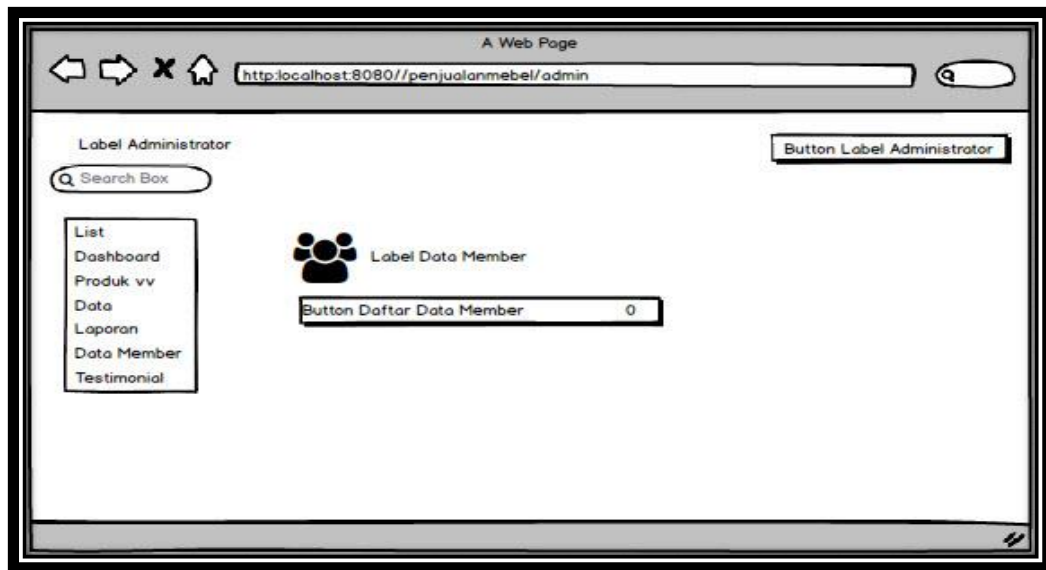 A Web Page
http:localhost:8080//penjualanmebel/admin
Label Administrator
Button Label Administrator
Search Box
List
Dashboard
Produk vv
Data
Laporan
Data Member
Testimonial
Label Data Member
Button Daftar Data Member 0